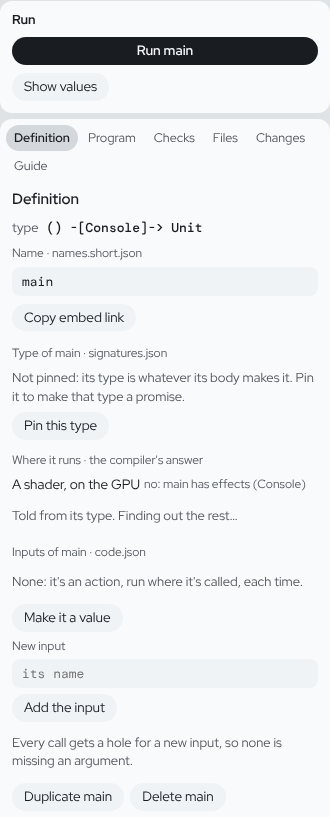 Run
Run main
Show values
Definition Program Checks Files Changes
Guide
Definition
type () -[Console]-> Unit
Name · names.short.json
main
Copy embed link
Type of main · signatures.json
Not pinned: its type is whatever its body makes it. Pin
it to make that type a promise.
Pin this type
Where it runs · the compiler's answer
A shader, on the GPU no: main has effects (Console)
Told from its type. Finding out the rest...
Inputs of main · code.json
None: it's an action, run where it's called, each time.
Make it a value
New input
its name
Add the input
Every call gets a hole for a new input, so none is
missing an argument.
Duplicate main Delete main